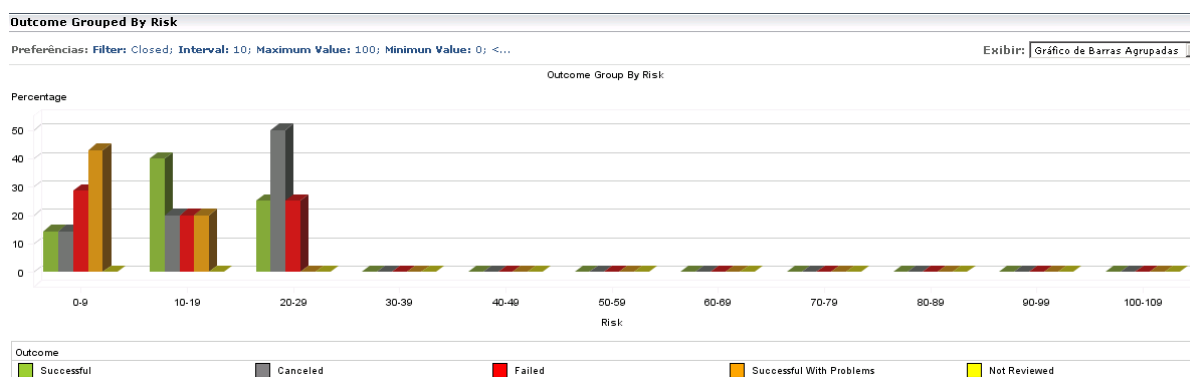 Outcome Grouped By Risk
Preferências: Filter: Closed; Interval: 10; Maximum Value: 100; Minimun Value: 0; <...
Exibir: Gráfico de Barras Agrupadas
Outcome Group By Risk
Percentage
50
40
30
20
10
0
0-9 10-19 20-29 30-39 40-49 50-59 60-69 70-79 80-89 90-99 100-109
Risk
Outcome
Successful Canceled Failed Successful With Problems Not Reviewed